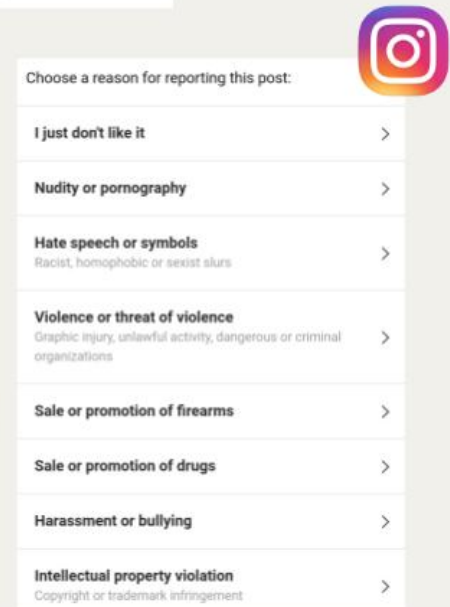 Choose a reason for reporting this post:
I just don't like it
Nudity or pornography
Hate speech or symbols
Racist, homophobic or sexist slurs
Violence or threat of violence
Graphic injury, unlawful activity, dangerous or criminal
organizations
Sale or promotion of firearms
Sale or promotion of drugs
Harassment or bullying
Intellectual property violation
Copyright or trademark infringement